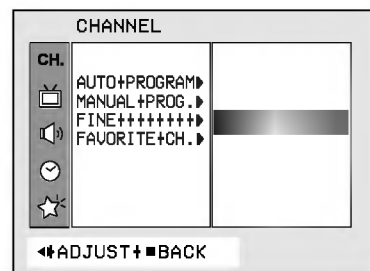 CHANNEL
CH.
AUTO+PROGRAM▶
MANUAL+PROG.▶
FINE++++++++▶
FAVORITE+CH.▶
◀▶ADJUST+■BACK